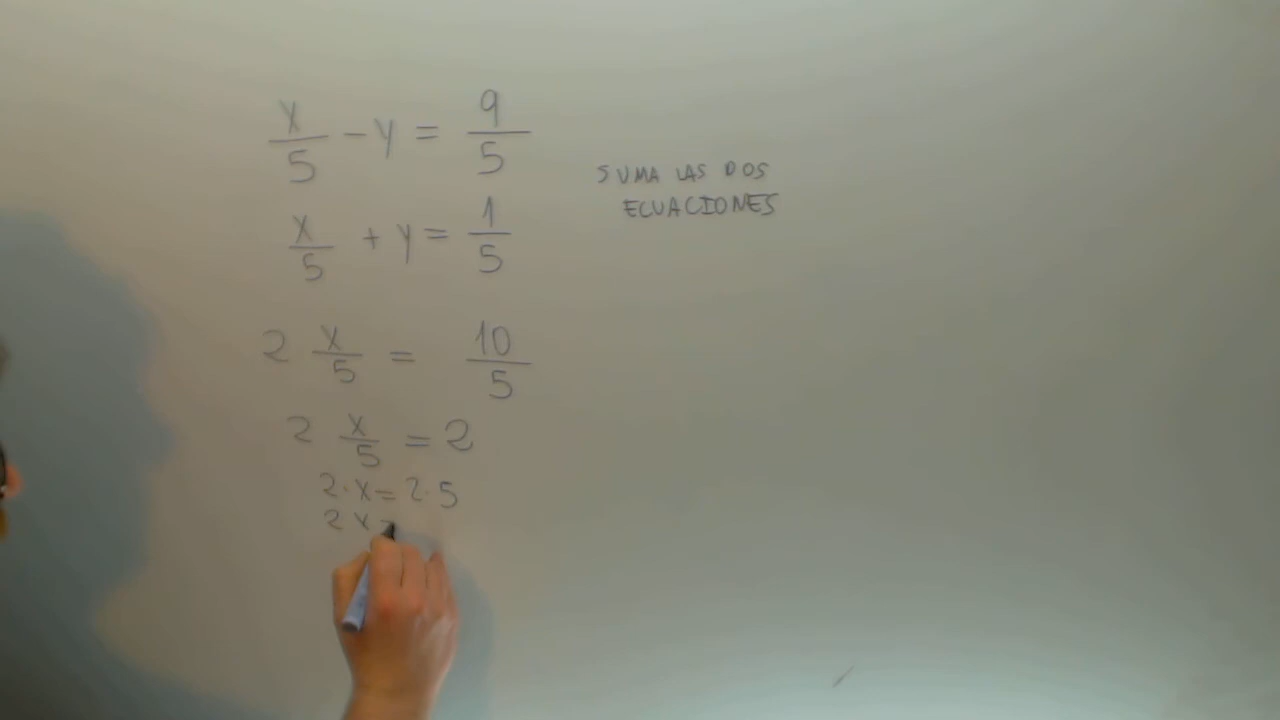 x/5 - y = 9/5
SUMA LAS DOS
ECUACIONES
x/5 + y = 1/5
2 x/5 = 10/5
2 x/5 = 2
2·x = 2·5
2x =